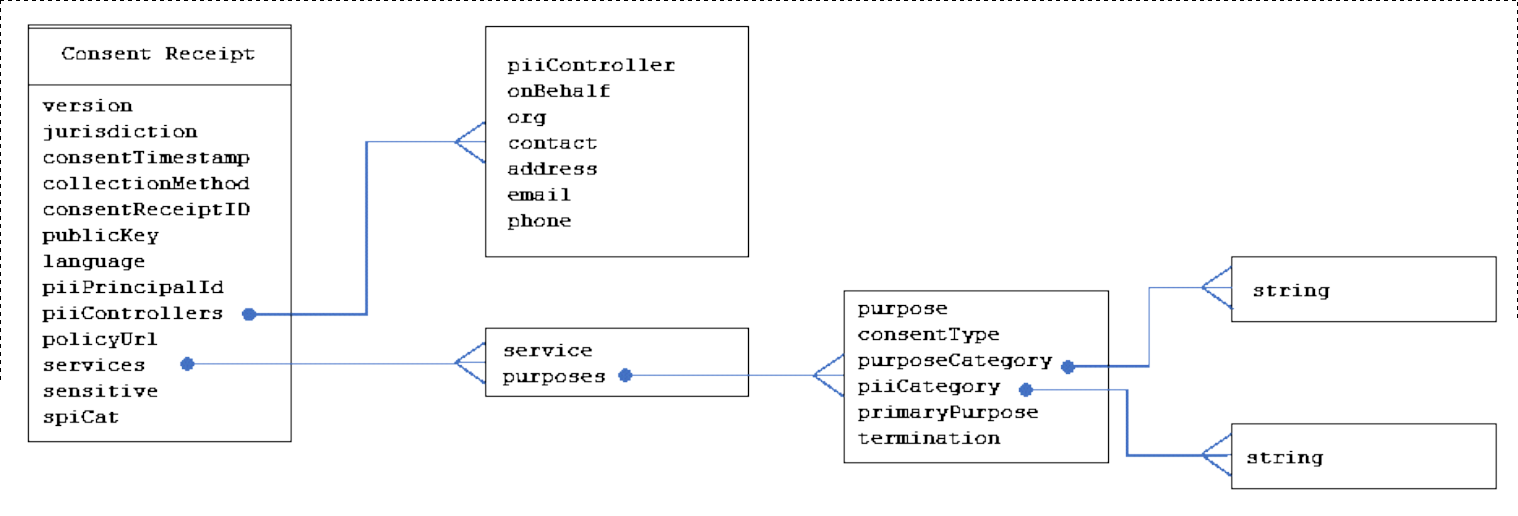 Consent Receipt
version
jurisdiction
consentTimestamp
collectionMethod
consentReceiptID
publicKey
language
piiPrincipalId
piiControllers
policyUrl
services
sensitive
spiCat
piiController
onBehalf
org
contact
address
email
phone
service
purposes
purpose
consentType
purposeCategory
piiCategory
primaryPurpose
termination
string
string